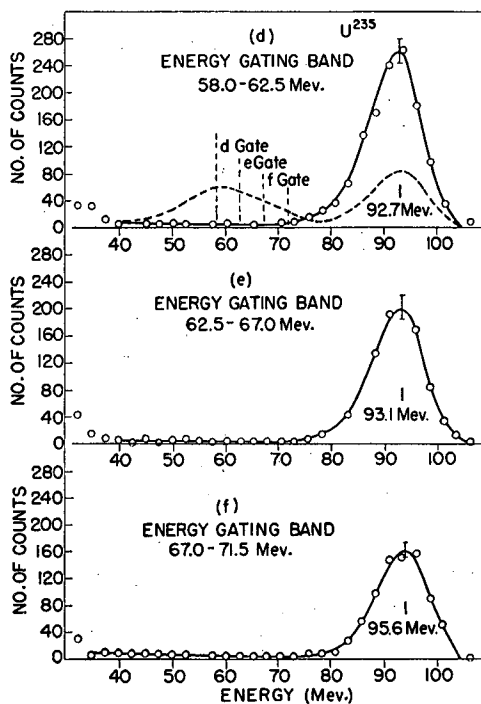 U²³⁵
(d)
ENERGY GATING BAND
58.0-62.5 Mev.
NO. OF COUNTS
280
240
200
160
120
80
40
0
d Gate
eGate
f Gate
92.7Mev.
40 50 60 70 80 90 100
(e)
ENERGY GATING BAND
62.5-67.0 Mev.
NO. OF COUNTS
280
240
200
160
120
80
40
0
93.1 Mev.
40 50 60 70 80 90 100
(f)
ENERGY GATING BAND
67.0-71.5 Mev.
NO. OF COUNTS
280
240
200
160
120
80
40
0
95.6 Mev.
40 50 60 70 80 90 100
ENERGY (Mev.)